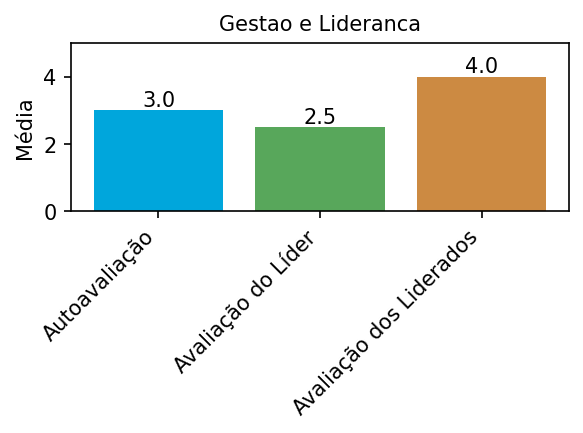 Gestao e Lideranca
Média
4
2
0
3.0
2.5
4.0
Autoavaliação
Avaliação do Líder
Avaliação dos Liderados